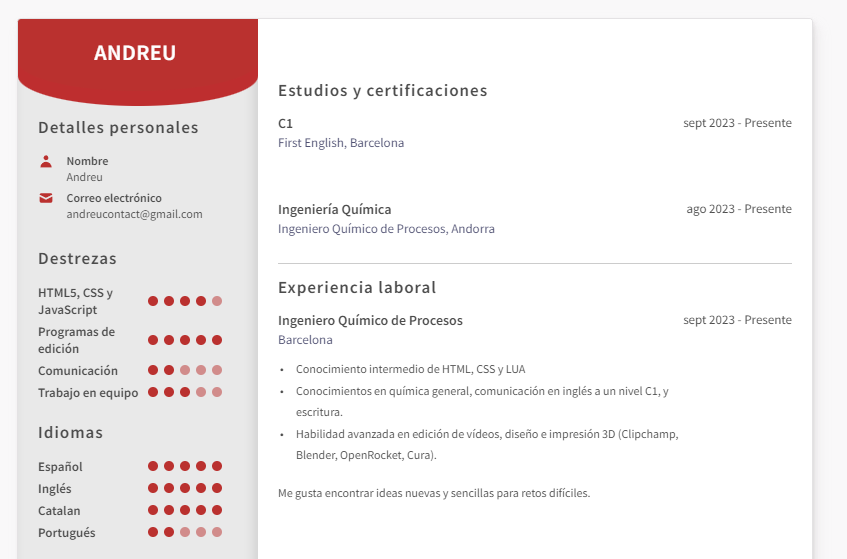 ANDREU
Detalles personales
Nombre
Andreu
Correo electrónico
andreucontact@gmail.com
Destrezas
HTML5, CSS y
JavaScript
Programas de
edición
Comunicación
Trabajo en equipo
Idiomas
Español
Inglés
Catalan
Portugués
Estudios y certificaciones
C1 sept 2023 - Presente
First English, Barcelona
Ingeniería Química ago 2023 - Presente
Ingeniero Químico de Procesos, Andorra
Experiencia laboral
Ingeniero Químico de Procesos sept 2023 - Presente
Barcelona
• Conocimiento intermedio de HTML, CSS y LUA
• Conocimientos en química general, comunicación en inglés a un nivel C1, y
escritura.
• Habilidad avanzada en edición de vídeos, diseño e impresión 3D (Clipchamp,
Blender, OpenRocket, Cura).
Me gusta encontrar ideas nuevas y sencillas para retos difíciles.